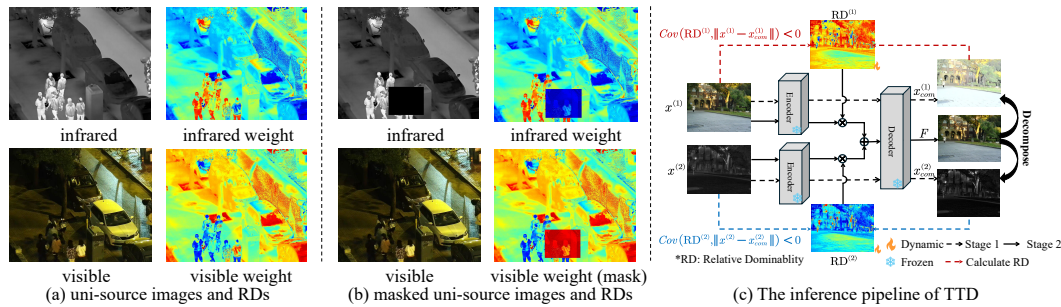 infrared
infrared weight
visible
visible weight
(a) uni-source images and RDs
infrared
infrared weight
visible
visible weight (mask)
(b) masked uni-source images and RDs
RD⁽¹⁾
Cov(RD⁽¹⁾,‖x⁽¹⁾−x⁽¹⁾com‖) < 0
x⁽¹⁾
Encoder
x⁽¹⁾com
Decoder
F
Decompose
x⁽²⁾
Encoder
x⁽²⁾com
Cov(RD⁽²⁾,‖x⁽²⁾−x⁽²⁾com‖) < 0
RD⁽²⁾
*RD: Relative Dominablity
Dynamic
Stage 1
Stage 2
Frozen
Calculate RD
(c) The inference pipeline of TTD